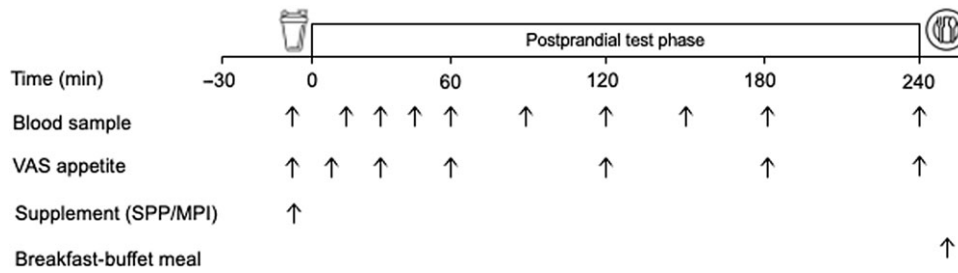 Postprandial test phase
Time (min) −30 0 60 120 180 240
Blood sample
VAS appetite
Supplement (SPP/MPI)
Breakfast-buffet meal